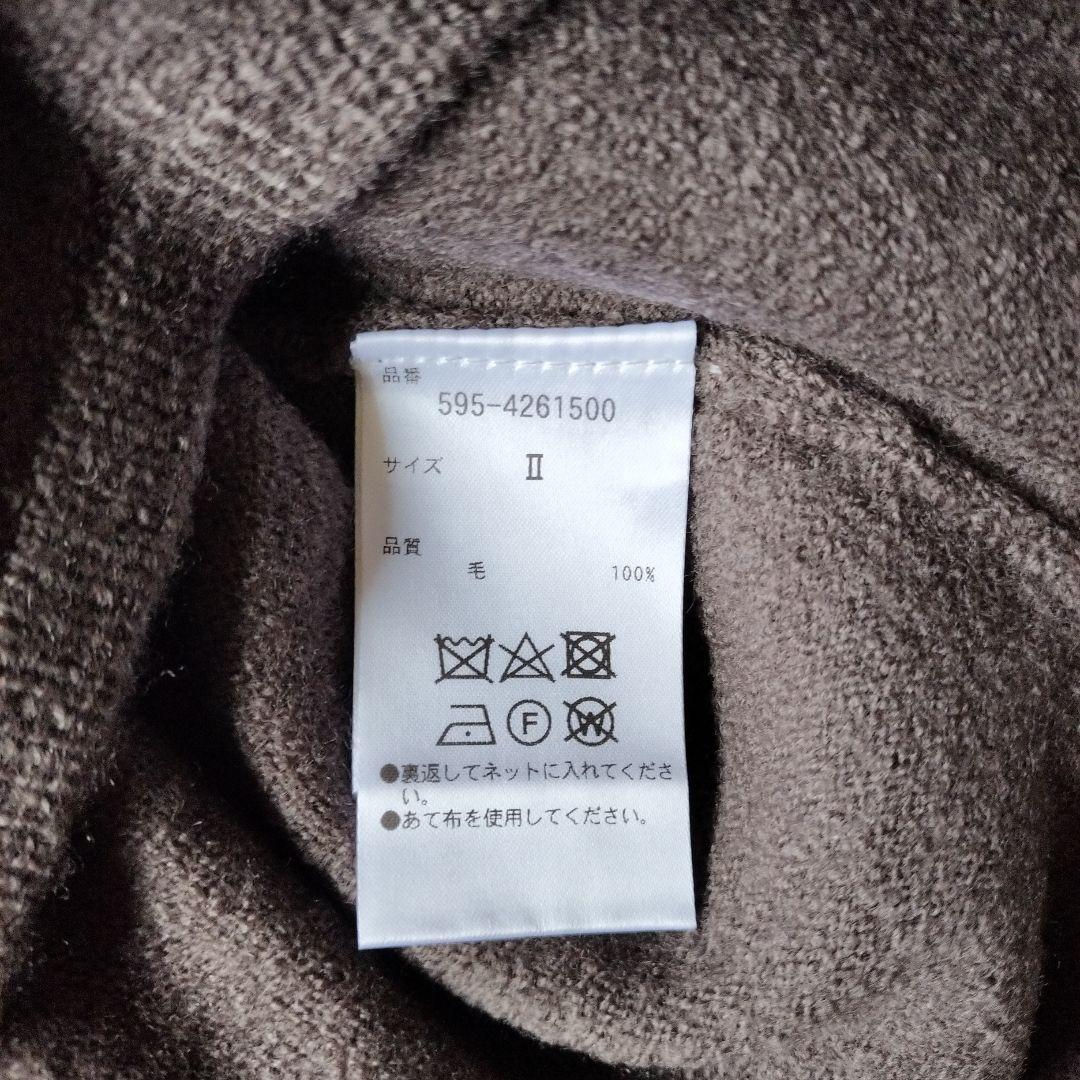 品番
595-4261500
サイズ Ⅱ
品質
毛 100%
F W
●裏返してネットに入れてくださ
い。
●あて布を使用してください。